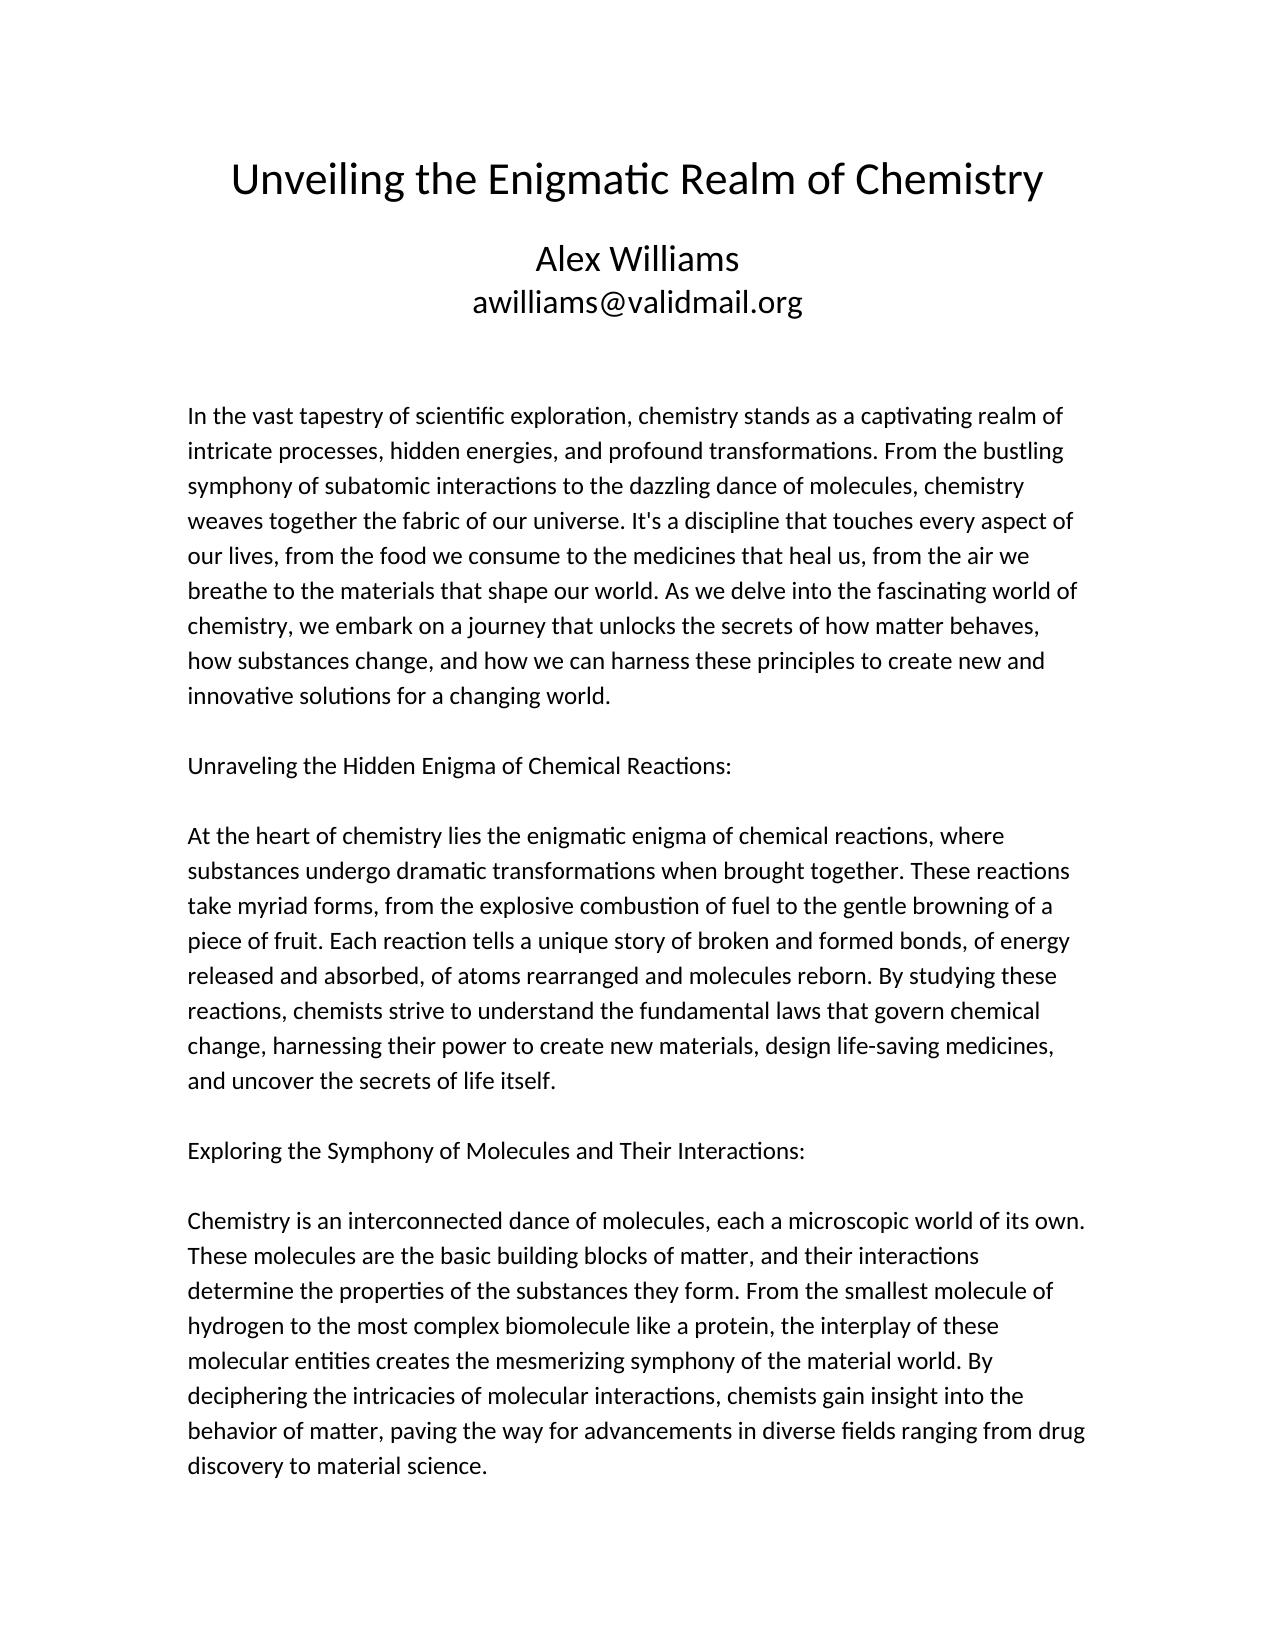 Unveiling the Enigmatic Realm of Chemistry
Alex Williams
awilliams@validmail.org
In the vast tapestry of scientific exploration, chemistry stands as a captivating realm of
intricate processes, hidden energies, and profound transformations. From the bustling
symphony of subatomic interactions to the dazzling dance of molecules, chemistry
weaves together the fabric of our universe. It's a discipline that touches every aspect of
our lives, from the food we consume to the medicines that heal us, from the air we
breathe to the materials that shape our world. As we delve into the fascinating world of
chemistry, we embark on a journey that unlocks the secrets of how matter behaves,
how substances change, and how we can harness these principles to create new and
innovative solutions for a changing world.
Unraveling the Hidden Enigma of Chemical Reactions:
At the heart of chemistry lies the enigmatic enigma of chemical reactions, where
substances undergo dramatic transformations when brought together. These reactions
take myriad forms, from the explosive combustion of fuel to the gentle browning of a
piece of fruit. Each reaction tells a unique story of broken and formed bonds, of energy
released and absorbed, of atoms rearranged and molecules reborn. By studying these
reactions, chemists strive to understand the fundamental laws that govern chemical
change, harnessing their power to create new materials, design life-saving medicines,
and uncover the secrets of life itself.
Exploring the Symphony of Molecules and Their Interactions:
Chemistry is an interconnected dance of molecules, each a microscopic world of its own.
These molecules are the basic building blocks of matter, and their interactions
determine the properties of the substances they form. From the smallest molecule of
hydrogen to the most complex biomolecule like a protein, the interplay of these
molecular entities creates the mesmerizing symphony of the material world. By
deciphering the intricacies of molecular interactions, chemists gain insight into the
behavior of matter, paving the way for advancements in diverse fields ranging from drug
discovery to material science.